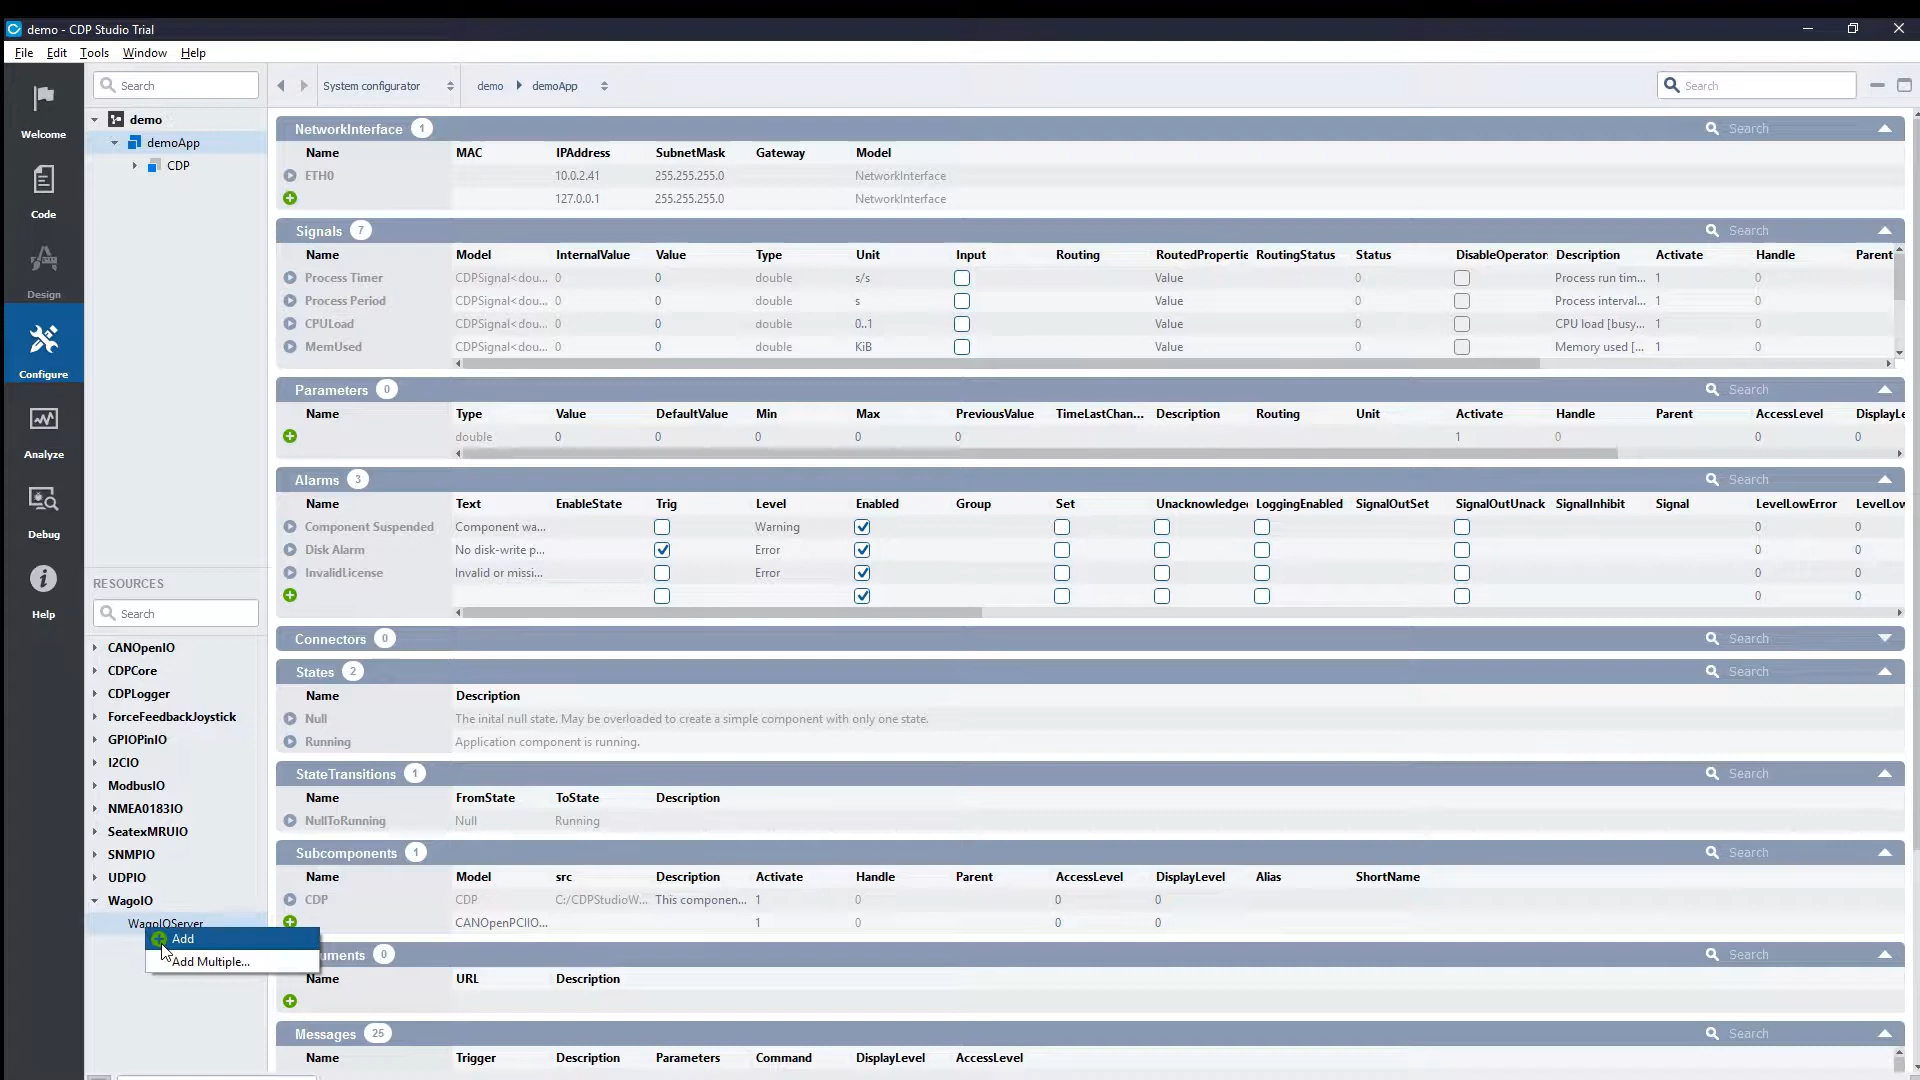 demo - CDP Studio Trial
File Edit Tools Window Help
Search
System configurator
demo demoApp
Search
Welcome
Code
Design
Configure
Analyze
Debug
Help
demo
demoApp
CDP
RESOURCES
Search
CANOpenIO
CDPCore
CDPLogger
ForceFeedbackJoystick
GPIOPinIO
I2CIO
ModbusIO
NMEA0183IO
SeatexMRUIO
SNMPIO
UDPIO
WagoIO
WagoIOServer
Add
Add Multiple...
NetworkInterface 1 Search
Name MAC IPAddress SubnetMask Gateway Model
ETH0 10.0.2.41 255.255.255.0 NetworkInterface
127.0.0.1 255.255.255.0 NetworkInterface
Signals 7 Search
Name Model InternalValue Value Type Unit Input Routing RoutedPropertie RoutingStatus Status DisableOperator Description Activate Handle Parent
Process Timer CDPSignal<dou... 0 0 double s/s Value 0 Process run tim... 1 0
Process Period CDPSignal<dou... 0 0 double s Value 0 Process interval... 1 0
CPULoad CDPSignal<dou... 0 0 double 0..1 Value 0 CPU load [busy... 1 0
MemUsed CDPSignal<dou... 0 0 double KiB Value 0 Memory used [... 1 0
Parameters 0 Search
Name Type Value DefaultValue Min Max PreviousValue TimeLastChan... Description Routing Unit Activate Handle Parent AccessLevel DisplayLe
double 0 0 0 0 0 1 0 0 0
Alarms 3 Search
Name Text EnableState Trig Level Enabled Group Set Unacknowledged LoggingEnabled SignalOutSet SignalOutUnack SignalInhibit Signal LevelLowError LevelLow
Component Suspended Component wa... Warning 0 0
Disk Alarm No disk-write p... Error 0 0
InvalidLicense Invalid or missi... Error 0 0
0 0
Connectors 0 Search
States 2 Search
Name Description
Null The inital null state. May be overloaded to create a simple component with only one state.
Running Application component is running.
StateTransitions 1 Search
Name FromState ToState Description
NullToRunning Null Running
Subcomponents 1 Search
Name Model src Description Activate Handle Parent AccessLevel DisplayLevel Alias ShortName
CDP CDP C:/CDPStudioW... This componen... 1 0 0 0
CANOpenPCIIO... 1 0 0 0
uments 0 Search
Name URL Description
Messages 25 Search
Name Trigger Description Parameters Command DisplayLevel AccessLevel